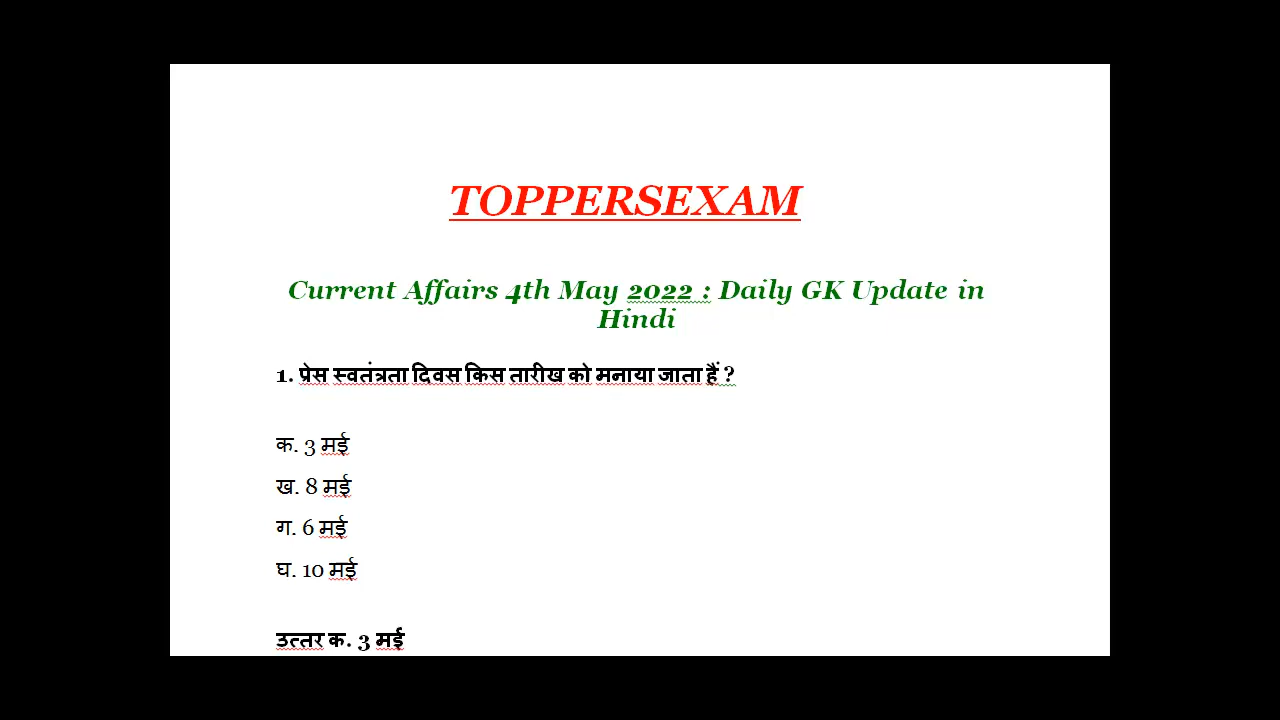 TOPPERSEXAM
Current Affairs 4th May 2022 : Daily GK Update in
Hindi
1. प्रेस स्वतंत्रता दिवस किस तारीख को मनाया जाता हैं ?
क. 3 मई
ख. 8 मई
ग. 6 मई
घ. 10 मई
उत्तर क. 3 मई